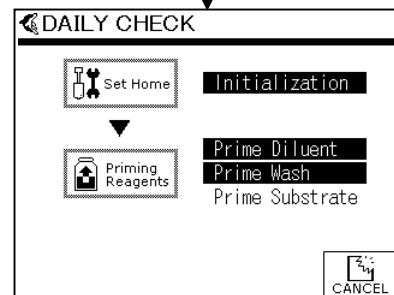 DAILY CHECK
Set Home
Initialization
Priming
Reagents
Prime Diluent
Prime Wash
Prime Substrate
CANCEL